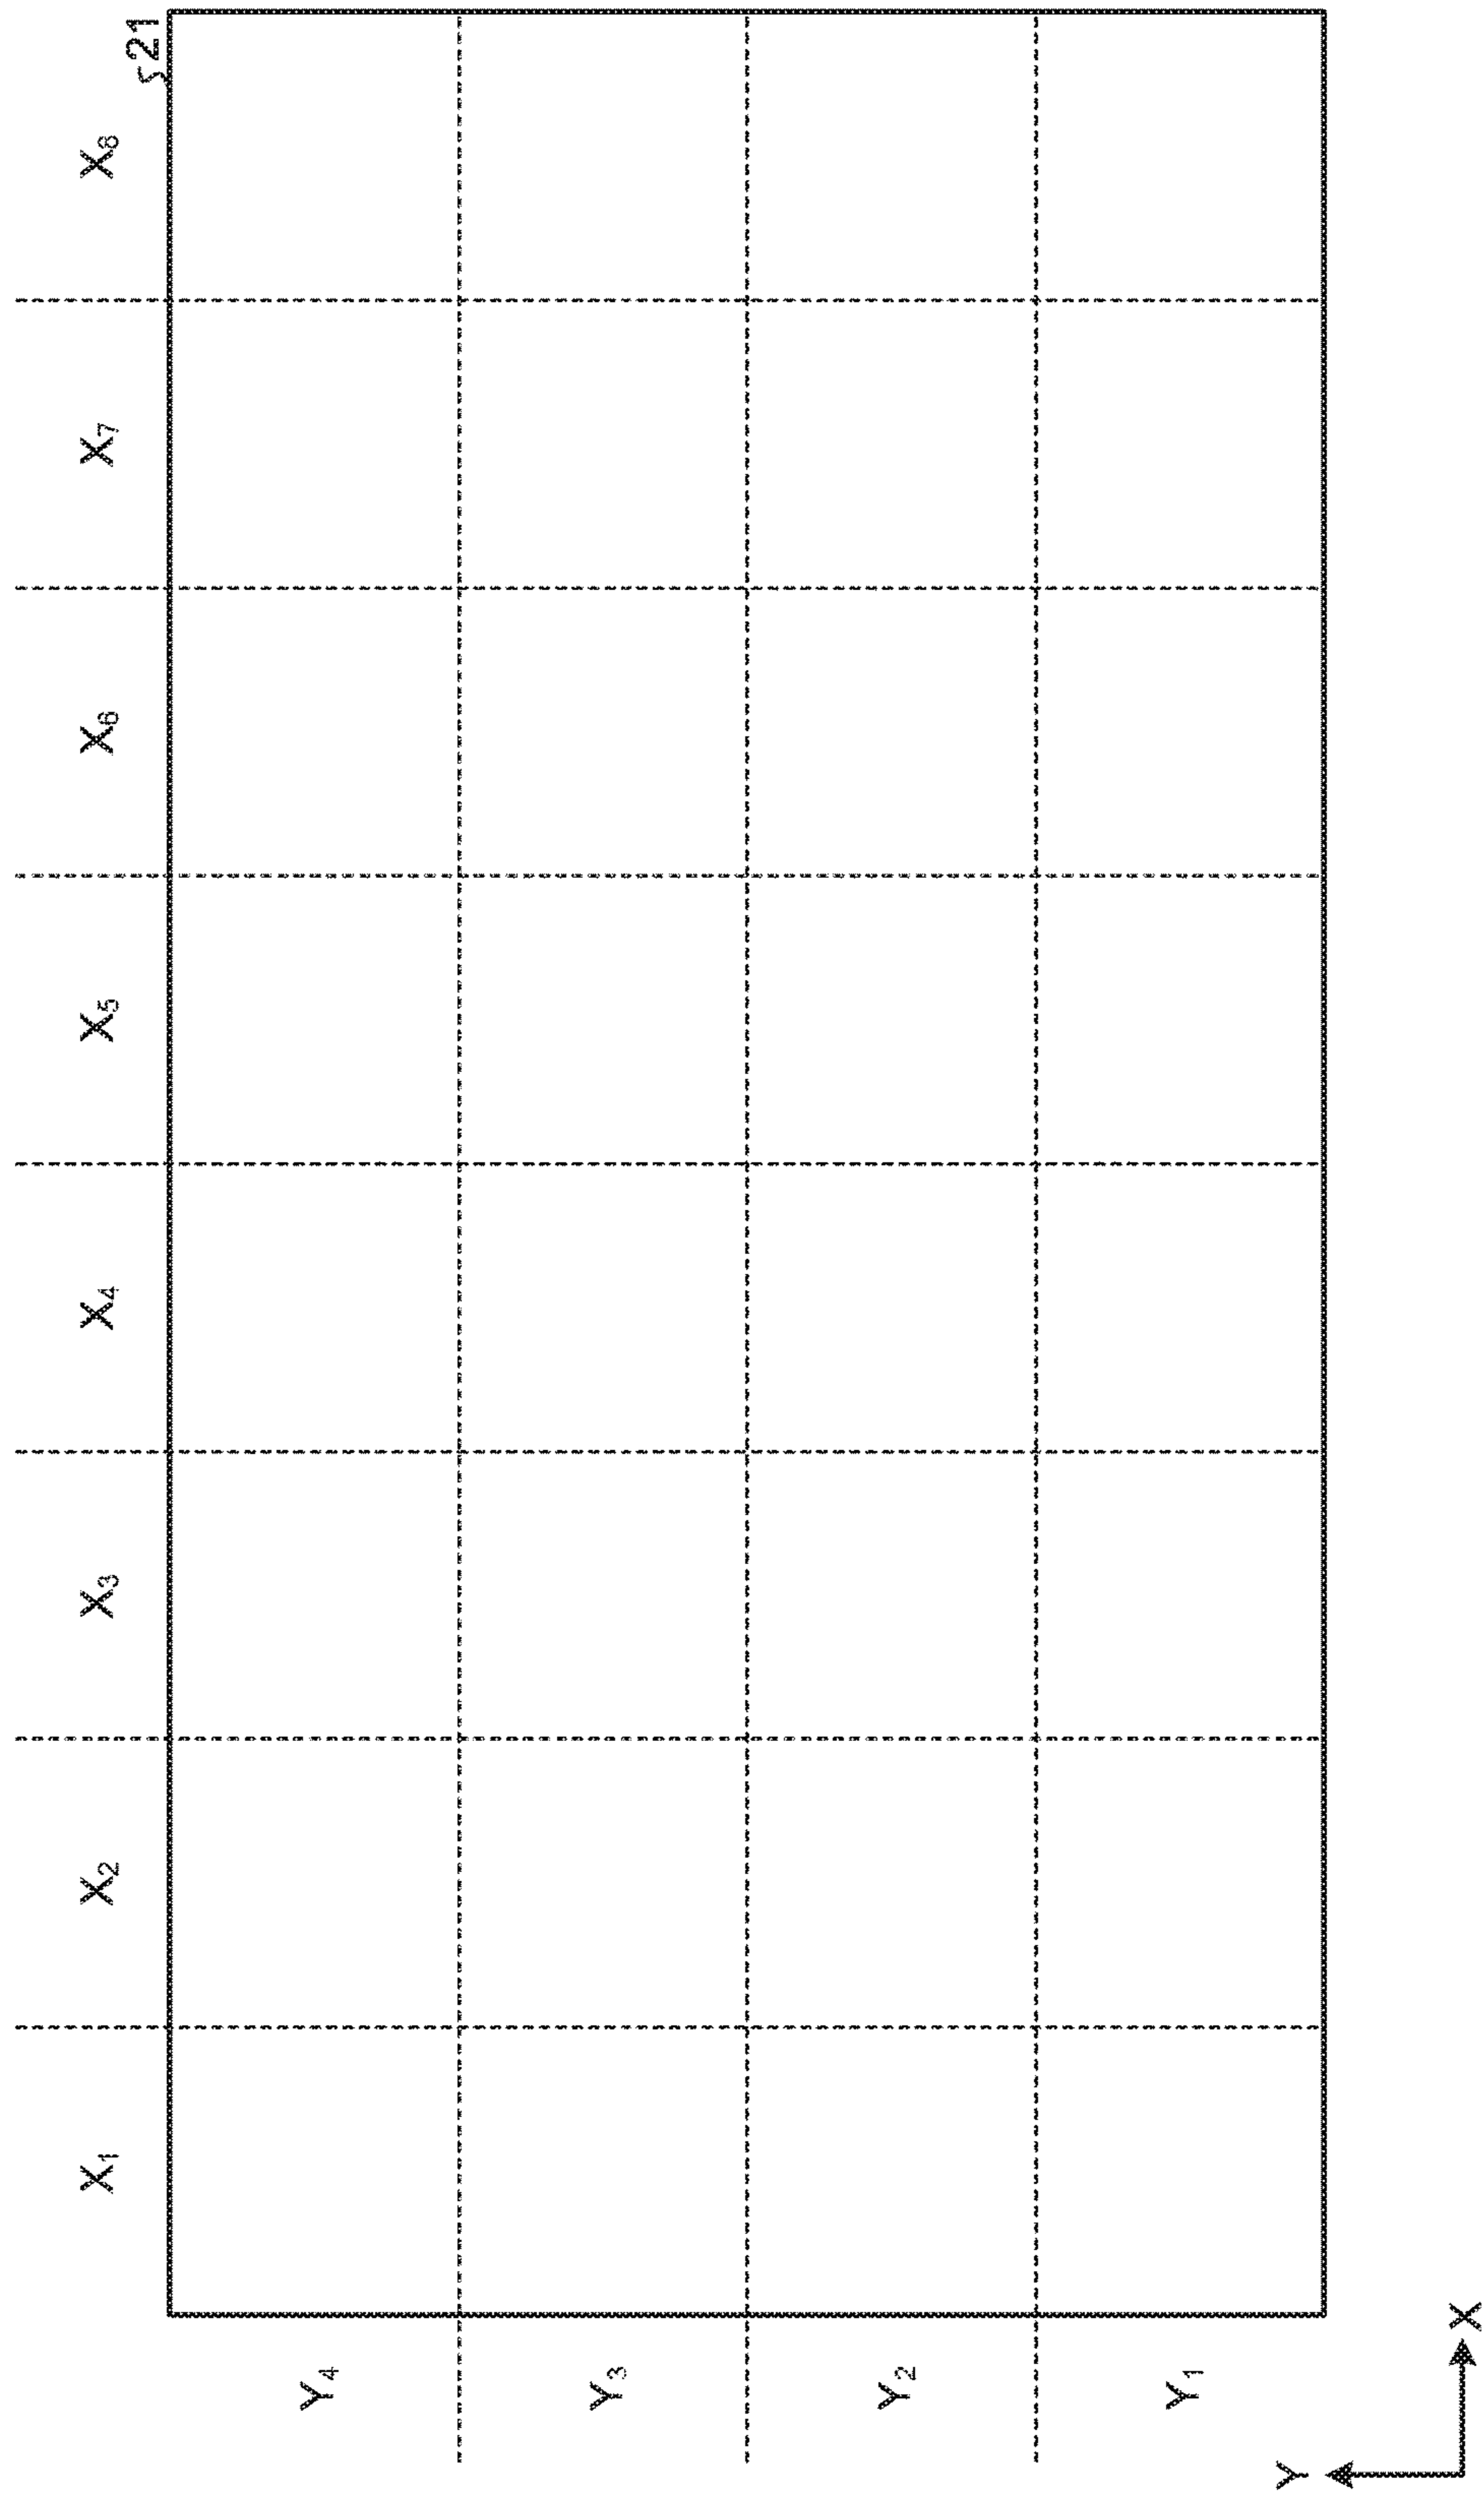 21
X₁ X₂ X₃ X₄ X₅ X₆ X₇ X₈
Y₄
Y₃
Y₂
Y₁
Y
X